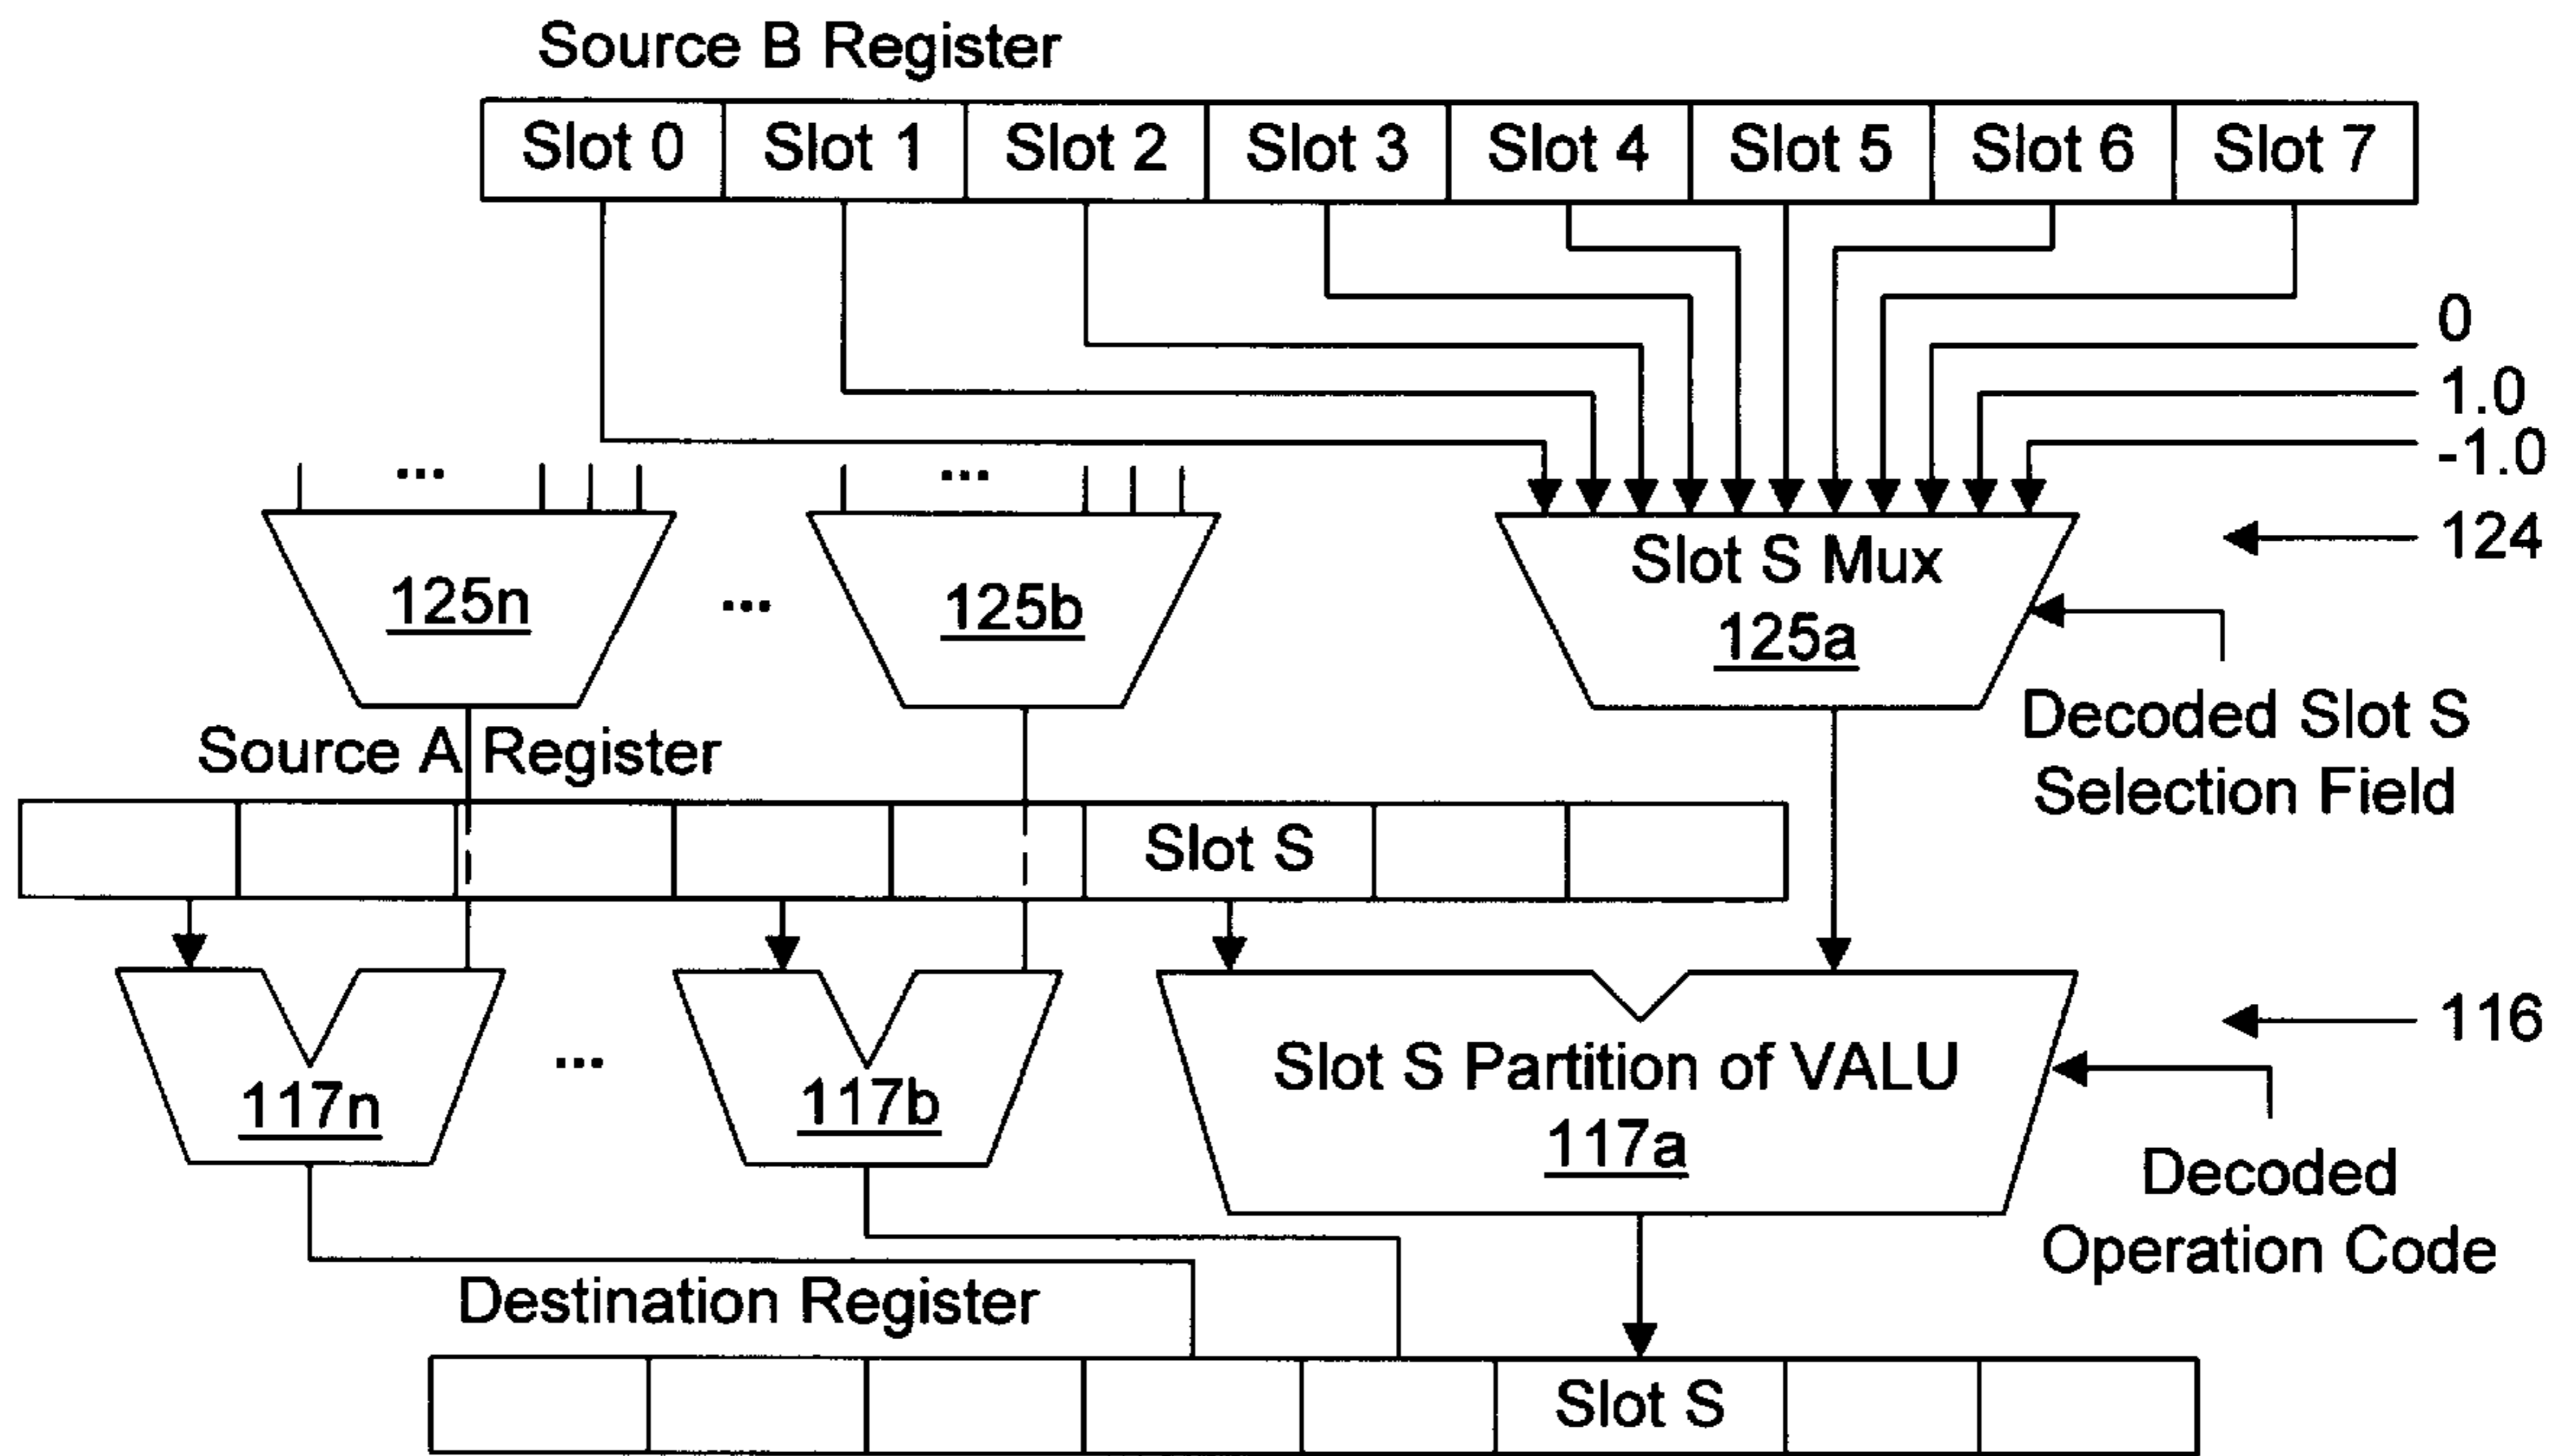 Source B Register
Slot 0 Slot 1 Slot 2 Slot 3 Slot 4 Slot 5 Slot 6 Slot 7
0
1.0
-1.0
... ...
124
Slot S Mux
125a
125n ... 125b
Decoded Slot S
Selection Field
Source A Register
Slot S
116
Slot S Partition of VALU
117a
117n ... 117b
Decoded
Operation Code
Destination Register
Slot S